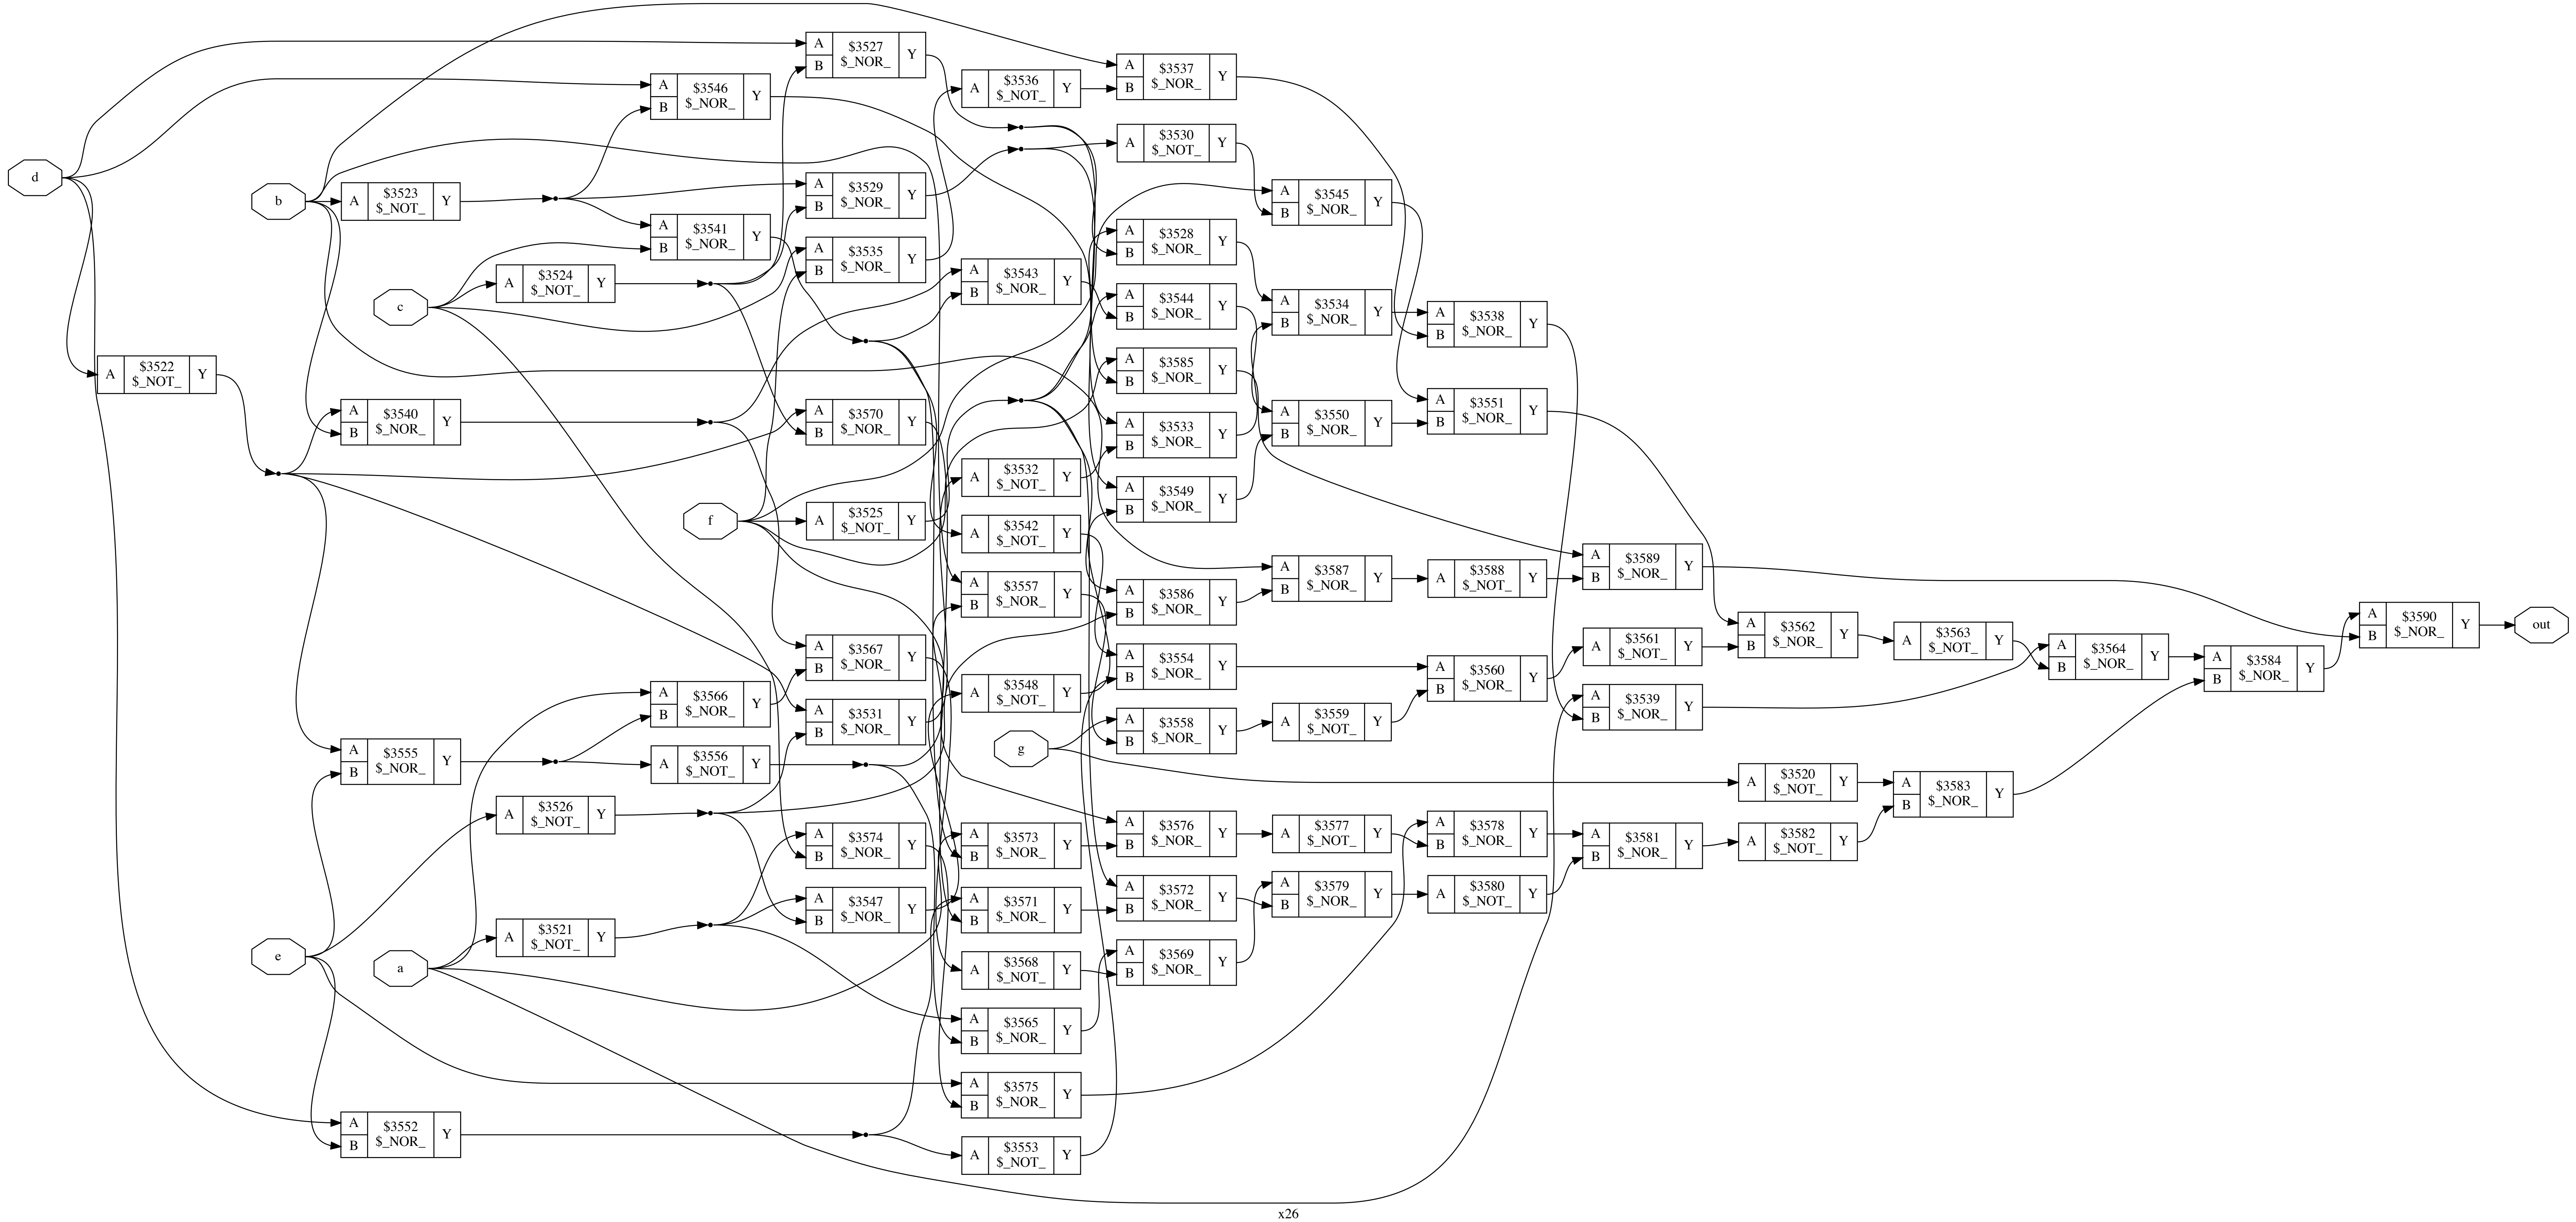 d
b
c
f
e
a
g
out
A $3522 $_NOT_ Y
A $3523 $_NOT_ Y
A B $3540 $_NOR_ Y
A B $3555 $_NOR_ Y
A B $3552 $_NOR_ Y
A $3524 $_NOT_ Y
A $3526 $_NOT_ Y
A $3521 $_NOT_ Y
A B $3546 $_NOR_ Y
A B $3541 $_NOR_ Y
A B $3566 $_NOR_ Y
A $3556 $_NOT_ Y
A B $3527 $_NOR_ Y
A B $3529 $_NOR_ Y
A B $3535 $_NOR_ Y
A B $3570 $_NOR_ Y
A $3525 $_NOT_ Y
A B $3567 $_NOR_ Y
A B $3531 $_NOR_ Y
A B $3574 $_NOR_ Y
A B $3547 $_NOR_ Y
A $3536 $_NOT_ Y
A B $3543 $_NOR_ Y
A $3532 $_NOT_ Y
A $3542 $_NOT_ Y
A B $3557 $_NOR_ Y
A $3548 $_NOT_ Y
A B $3573 $_NOR_ Y
A B $3571 $_NOR_ Y
A $3568 $_NOT_ Y
A B $3565 $_NOR_ Y
A B $3575 $_NOR_ Y
A $3553 $_NOT_ Y
A B $3537 $_NOR_ Y
A $3530 $_NOT_ Y
A B $3528 $_NOR_ Y
A B $3544 $_NOR_ Y
A B $3585 $_NOR_ Y
A B $3533 $_NOR_ Y
A B $3549 $_NOR_ Y
A B $3586 $_NOR_ Y
A B $3554 $_NOR_ Y
A B $3558 $_NOR_ Y
A B $3576 $_NOR_ Y
A B $3572 $_NOR_ Y
A B $3569 $_NOR_ Y
A B $3545 $_NOR_ Y
A B $3534 $_NOR_ Y
A B $3550 $_NOR_ Y
A B $3587 $_NOR_ Y
A $3559 $_NOT_ Y
A $3577 $_NOT_ Y
A B $3579 $_NOR_ Y
A B $3538 $_NOR_ Y
A B $3551 $_NOR_ Y
A $3588 $_NOT_ Y
A B $3560 $_NOR_ Y
A B $3578 $_NOR_ Y
A $3580 $_NOT_ Y
A B $3589 $_NOR_ Y
A $3561 $_NOT_ Y
A B $3539 $_NOR_ Y
A B $3581 $_NOR_ Y
A B $3562 $_NOR_ Y
A $3520 $_NOT_ Y
A $3582 $_NOT_ Y
A $3563 $_NOT_ Y
A B $3583 $_NOR_ Y
A B $3564 $_NOR_ Y
A B $3584 $_NOR_ Y
A B $3590 $_NOR_ Y
x26